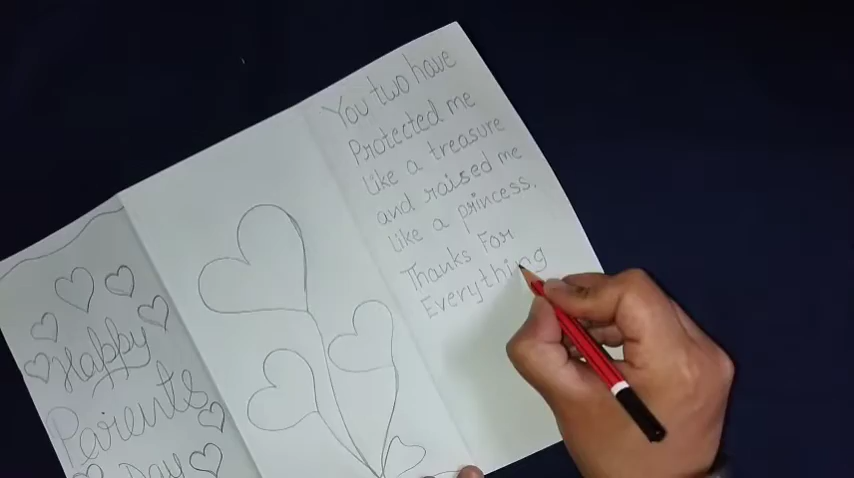 Happy
Parents
Day
You two have
Protected me
like a treasure
and raised me
like a princess.
Thanks For
Everything